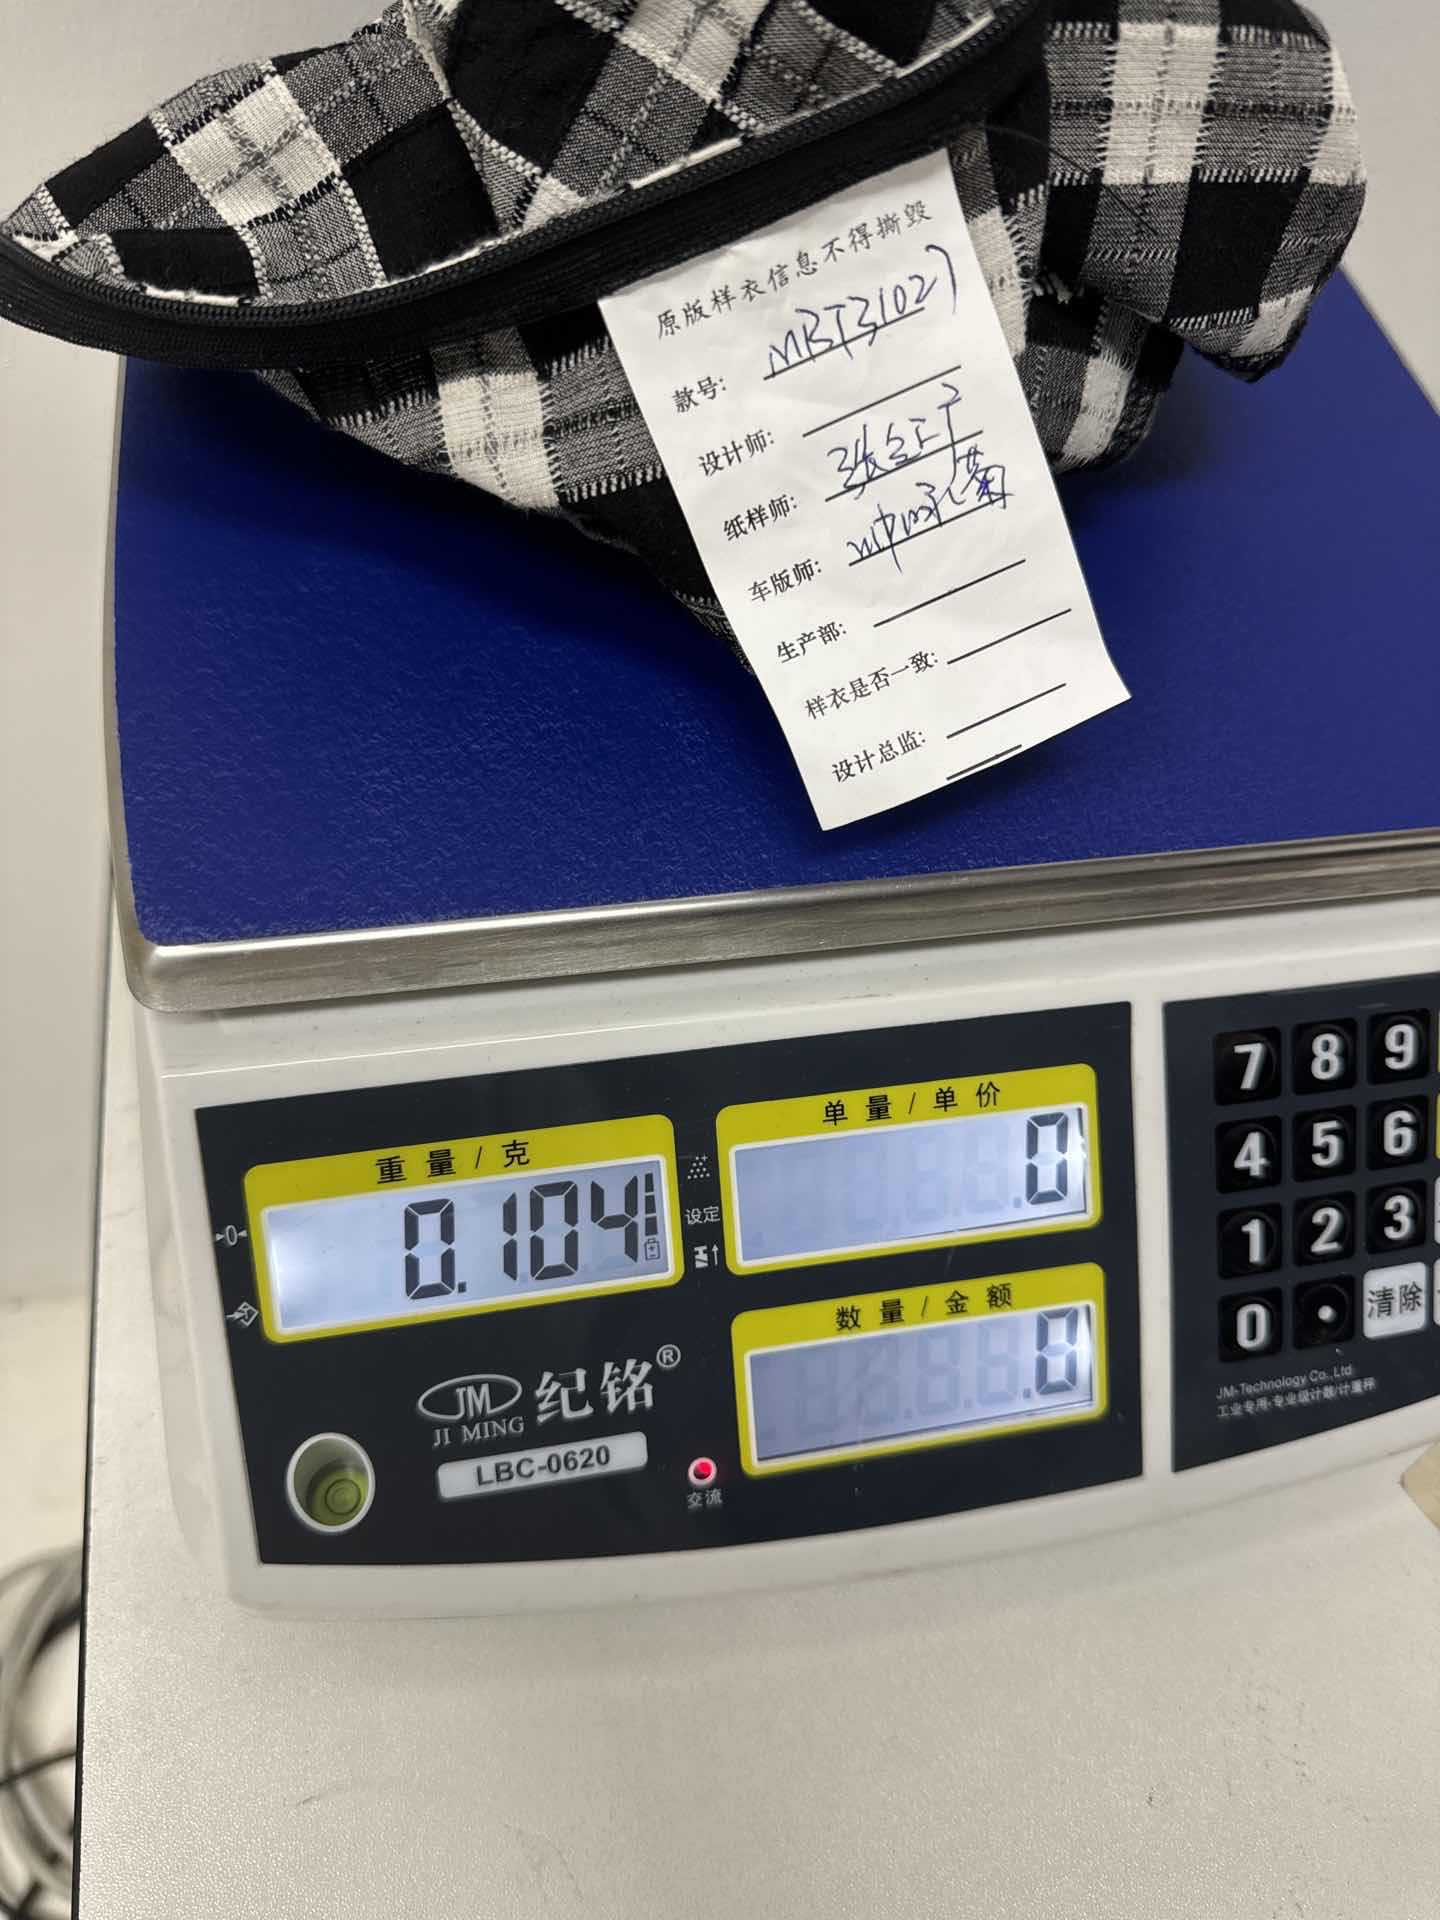 原版样衣信息不得撕毁
款号: MBT31027
设计师:
纸样师:
车版师:
生产部:
样衣是否一致:
设计总监:
重量/克
0.104
单量/单价
0
设定
数量/金额
0
JM
JI MING
纪铭®
LBC-0620
交流
7 8 9
4 5 6
1 2 3
0 . 清除
JM-Technology Co., Ltd.
工业专用·专业级计数/计重秤